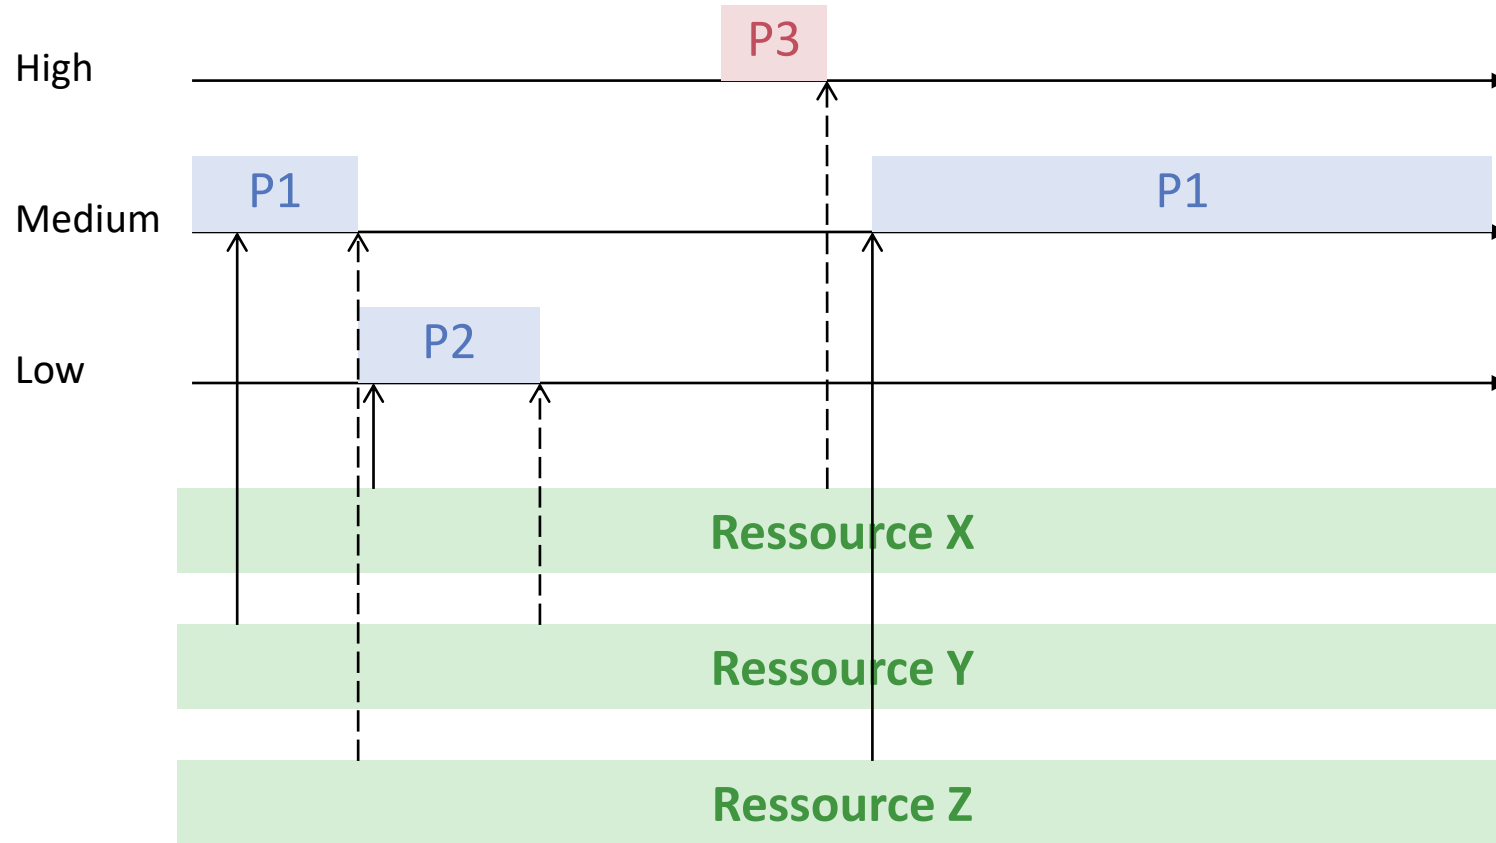 P3
High
P1
P1
Medium
P2
Low
Ressource X
Ressource Y
Ressource Z